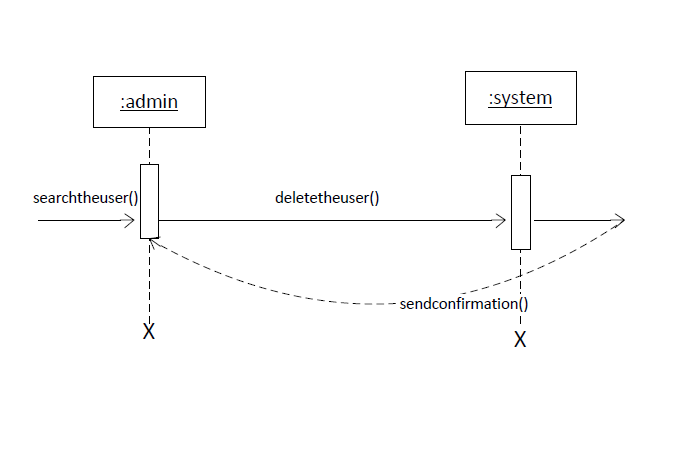 :admin
:system
searchtheuser()
deletetheuser()
sendconfirmation()
X
X